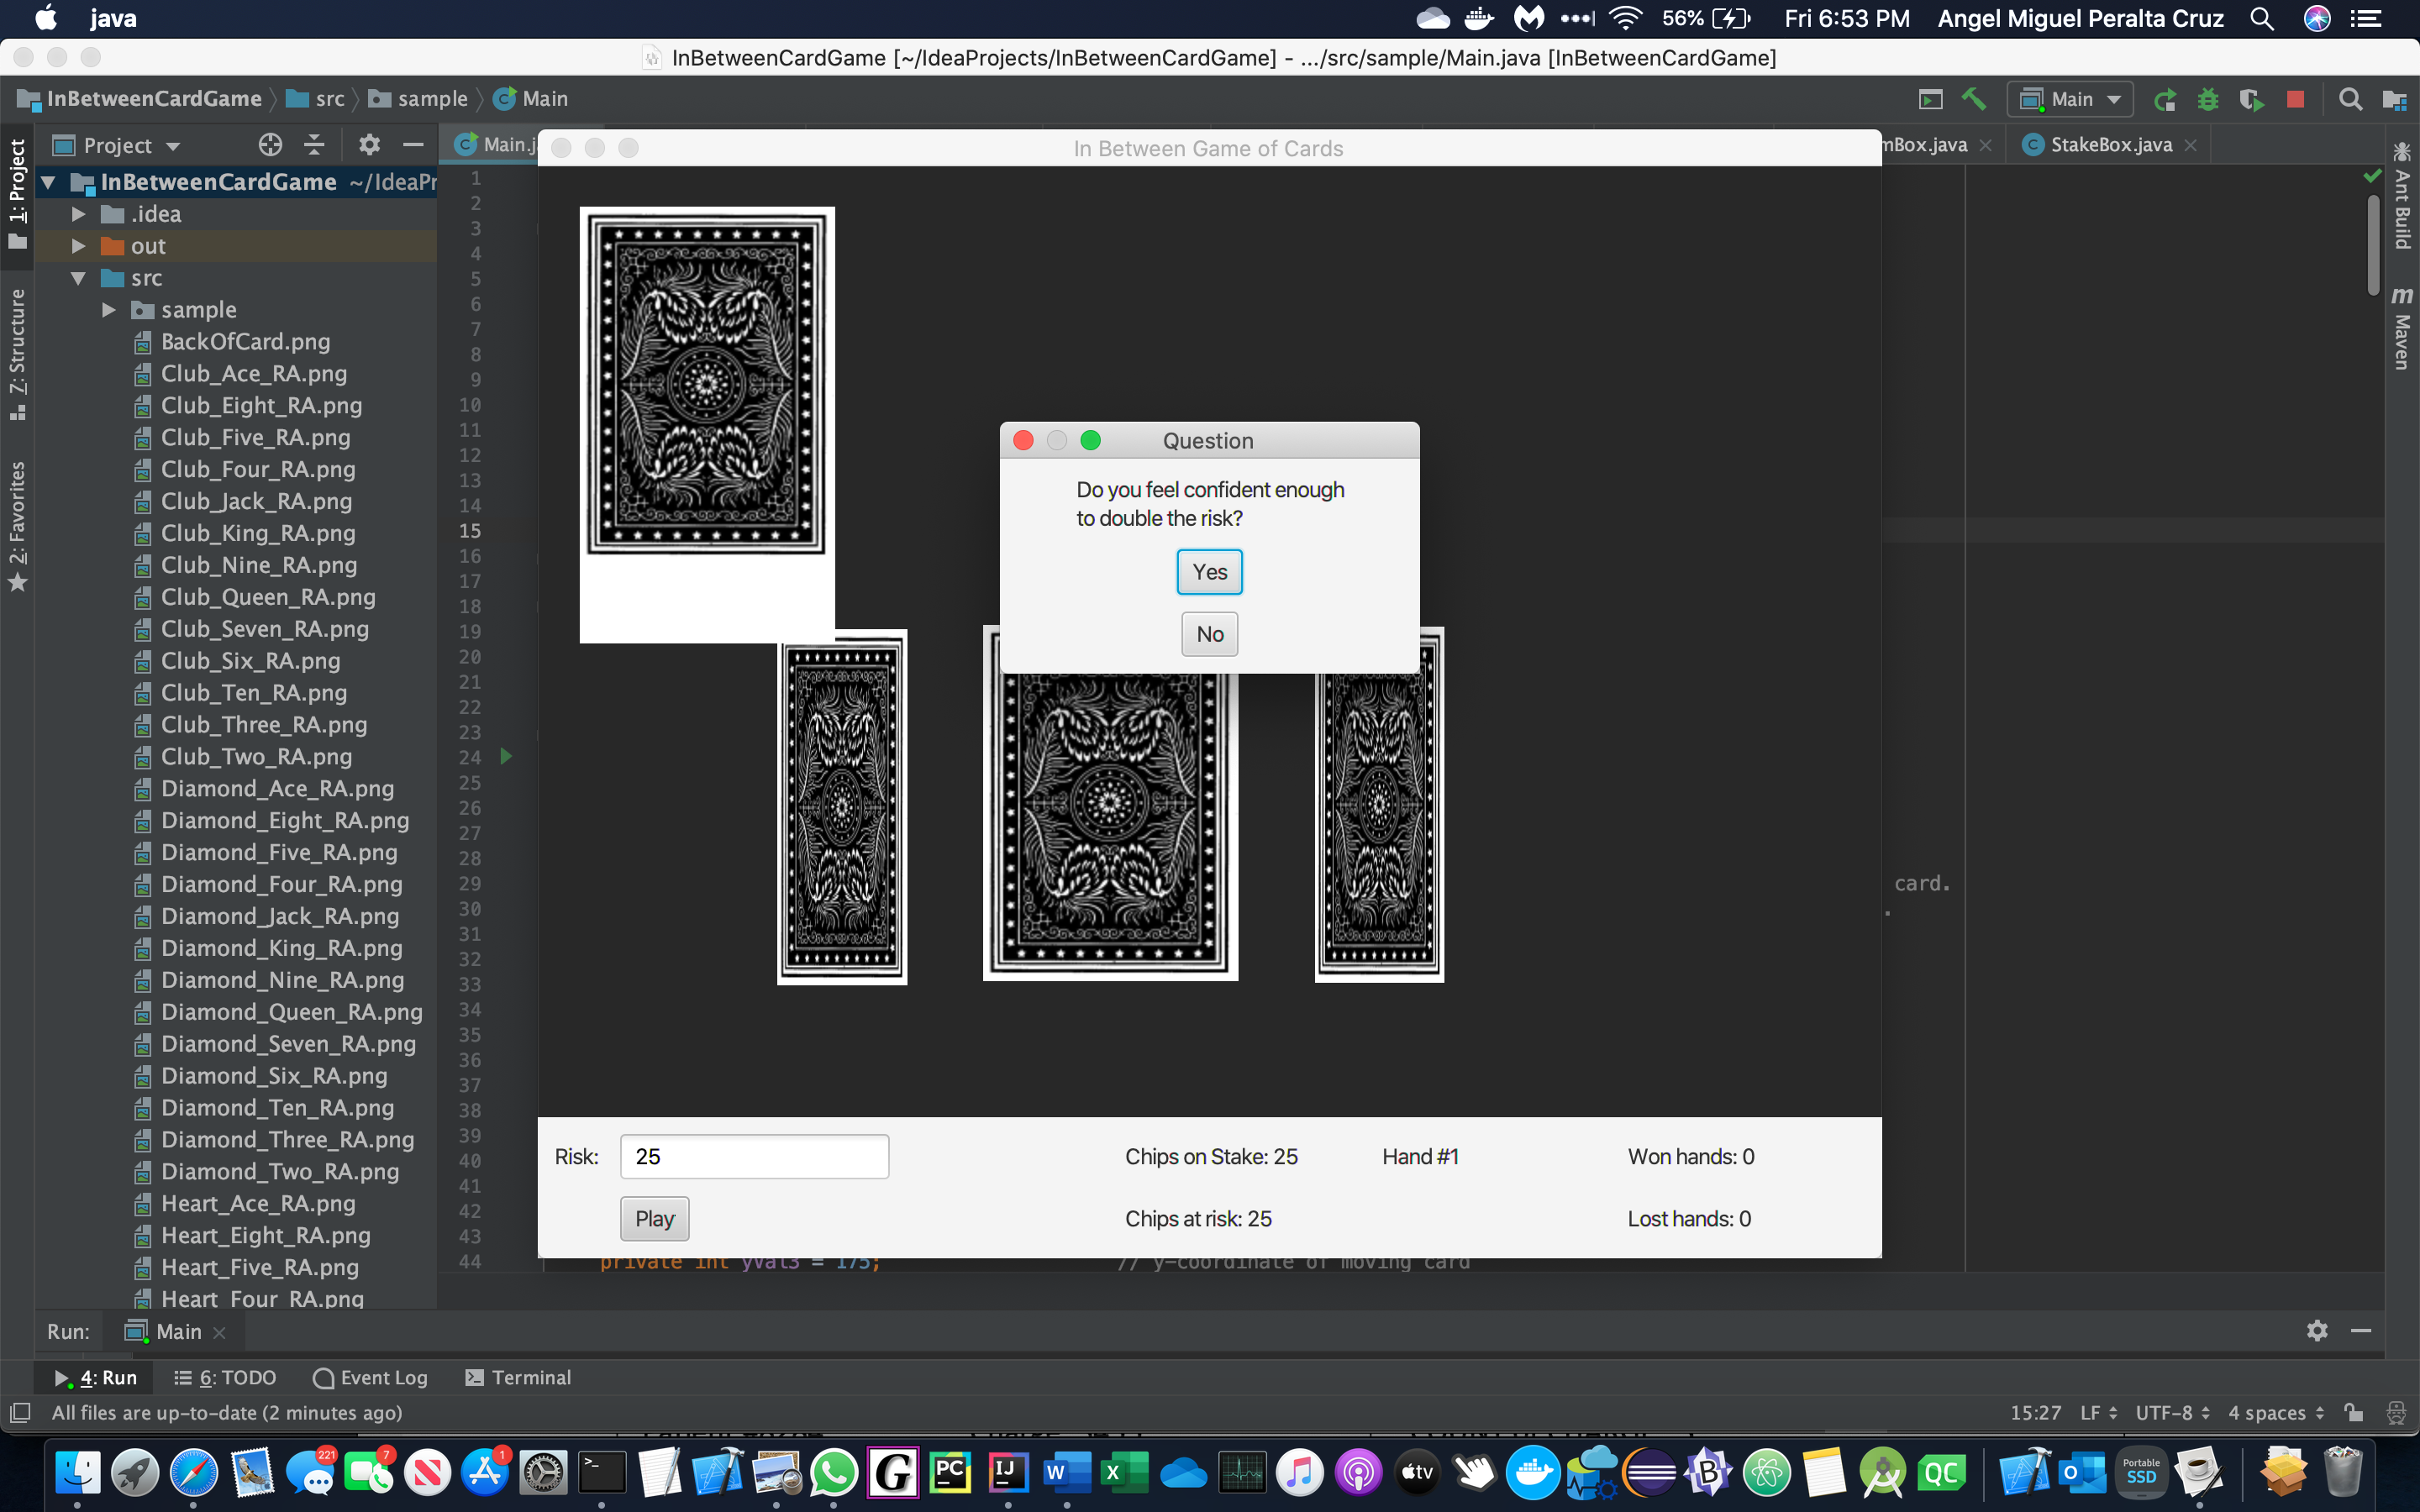 java
56%
Fri 6:53 PM
Angel Miguel Peralta Cruz
InBetweenCardGame [~/IdeaProjects/InBetweenCardGame] - .../src/sample/Main.java [InBetweenCardGame]
InBetweenCardGame
src
sample
Main
Main
Project
Main.j
In Between Game of Cards
mBox.java
StakeBox.java
1: Project
7: Structure
2: Favorites
Ant Build
m Maven
InBetweenCardGame ~/IdeaPr
.idea
out
src
sample
BackOfCard.png
Club_Ace_RA.png
Club_Eight_RA.png
Club_Five_RA.png
Club_Four_RA.png
Club_Jack_RA.png
Club_King_RA.png
Club_Nine_RA.png
Club_Queen_RA.png
Club_Seven_RA.png
Club_Six_RA.png
Club_Ten_RA.png
Club_Three_RA.png
Club_Two_RA.png
Diamond_Ace_RA.png
Diamond_Eight_RA.png
Diamond_Five_RA.png
Diamond_Four_RA.png
Diamond_Jack_RA.png
Diamond_King_RA.png
Diamond_Nine_RA.png
Diamond_Queen_RA.png
Diamond_Seven_RA.png
Diamond_Six_RA.png
Diamond_Ten_RA.png
Diamond_Three_RA.png
Diamond_Two_RA.png
Heart_Ace_RA.png
Heart_Eight_RA.png
Heart_Five_RA.png
Heart_Four_RA.png
1
2
3
4
5
6
7
8
9
10
11
12
13
14
15
16
17
18
19
20
21
22
23
24
25
26
27
28
29
30
31
32
33
34
35
36
37
38
39
40
41
42
43
44
Question
Do you feel confident enough
to double the risk?
Yes
No
card.
.
Risk:
25
Chips on Stake: 25
Hand #1
Won hands: 0
Play
Chips at risk: 25
Lost hands: 0
private int yVal3 = 175;
// y-coordinate of moving card
Run:
Main
4: Run
6: TODO
Event Log
Terminal
All files are up-to-date (2 minutes ago)
15:27
LF
UTF-8
4 spaces
221
7
1
G
PC
IJ
W
X
tv
B
QC
O
Portable
SSD